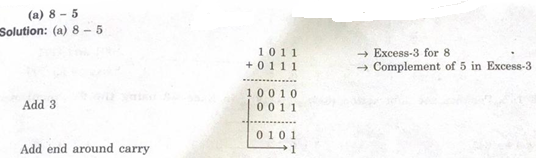 (a) 8 – 5
Solution: (a) 8 – 5
1 0 1 1 → Excess-3 for 8
+ 0 1 1 1 → Complement of 5 in Excess-3
1 0 0 1 0
Add 3 0 0 1 1
0 1 0 1
Add end around carry 1